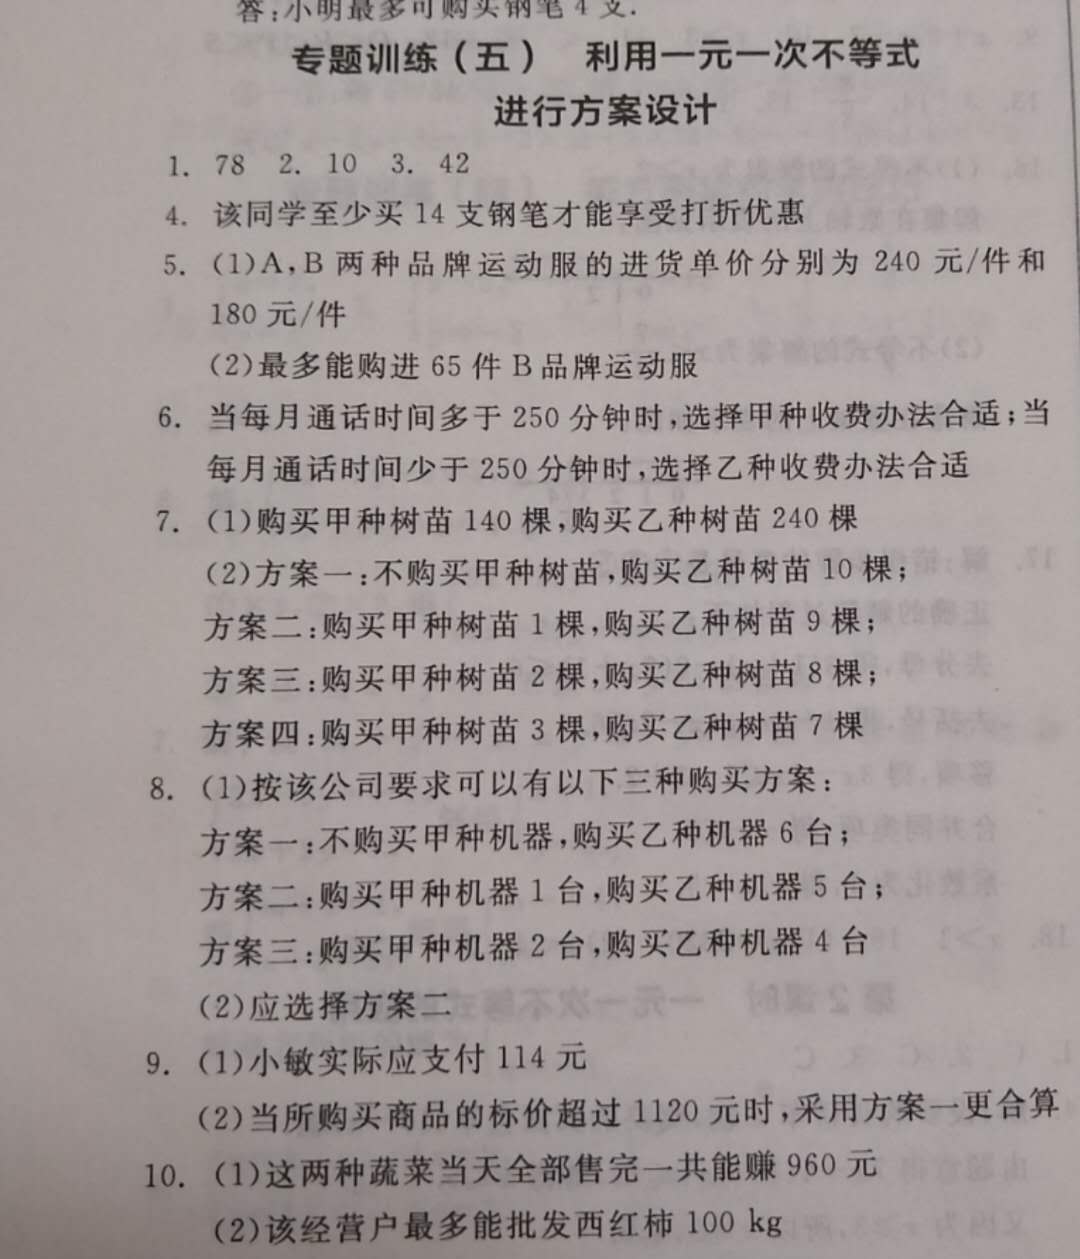 答:小明最多可购买钢笔 4 支.
专题训练(五) 利用一元一次不等式
进行方案设计
1. 78 2. 10 3. 42
4. 该同学至少买 14 支钢笔才能享受打折优惠
5. (1)A,B 两种品牌运动服的进货单价分别为 240 元/件和
180 元/件
(2)最多能购进 65 件 B 品牌运动服
6. 当每月通话时间多于 250 分钟时,选择甲种收费办法合适;当
每月通话时间少于 250 分钟时,选择乙种收费办法合适
7. (1)购买甲种树苗 140 棵,购买乙种树苗 240 棵
(2)方案一:不购买甲种树苗,购买乙种树苗 10 棵;
方案二:购买甲种树苗 1 棵,购买乙种树苗 9 棵;
方案三:购买甲种树苗 2 棵,购买乙种树苗 8 棵;
方案四:购买甲种树苗 3 棵,购买乙种树苗 7 棵
8. (1)按该公司要求可以有以下三种购买方案:
方案一:不购买甲种机器,购买乙种机器 6 台;
方案二:购买甲种机器 1 台,购买乙种机器 5 台;
方案三:购买甲种机器 2 台,购买乙种机器 4 台
(2)应选择方案二
9. (1)小敏实际应支付 114 元
(2)当所购买商品的标价超过 1120 元时,采用方案一更合算
10. (1)这两种蔬菜当天全部售完一共能赚 960 元
(2)该经营户最多能批发西红柿 100 kg